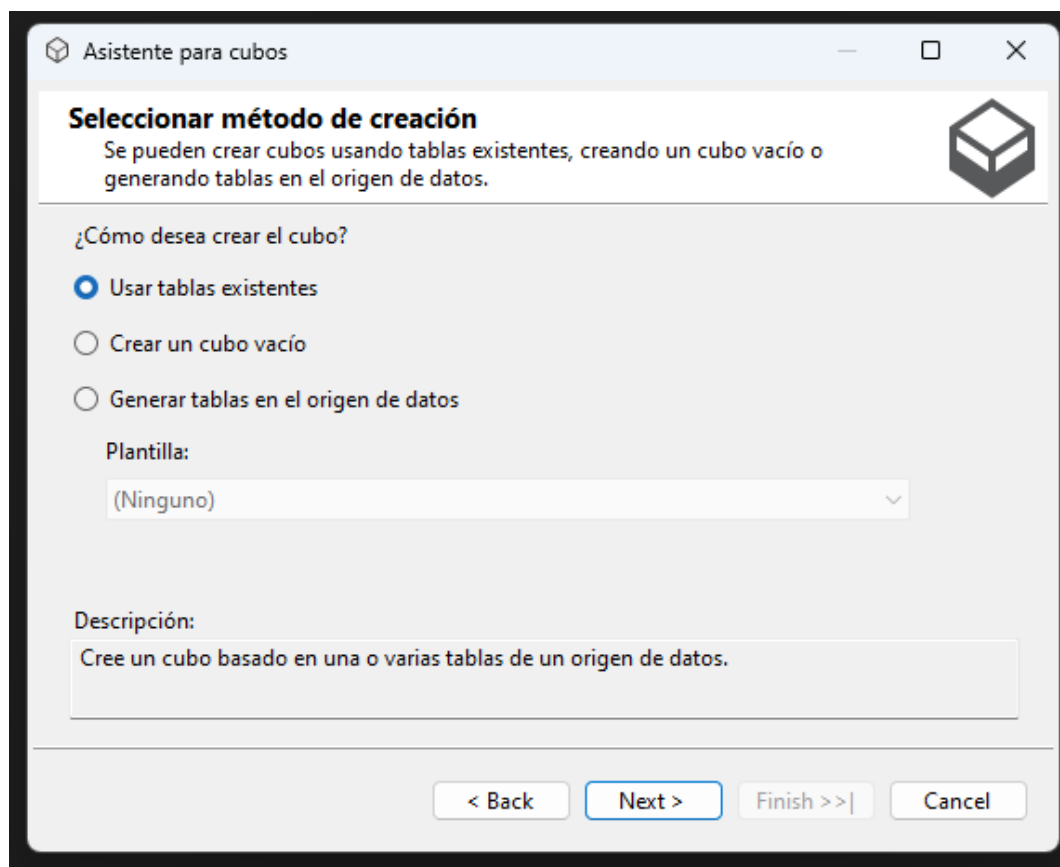 Asistente para cubos
Seleccionar método de creación
Se pueden crear cubos usando tablas existentes, creando un cubo vacío o
generando tablas en el origen de datos.
¿Cómo desea crear el cubo?
Usar tablas existentes
Crear un cubo vacío
Generar tablas en el origen de datos
Plantilla:
(Ninguno)
Descripción:
Cree un cubo basado en una o varias tablas de un origen de datos.
< Back Next > Finish >>| Cancel